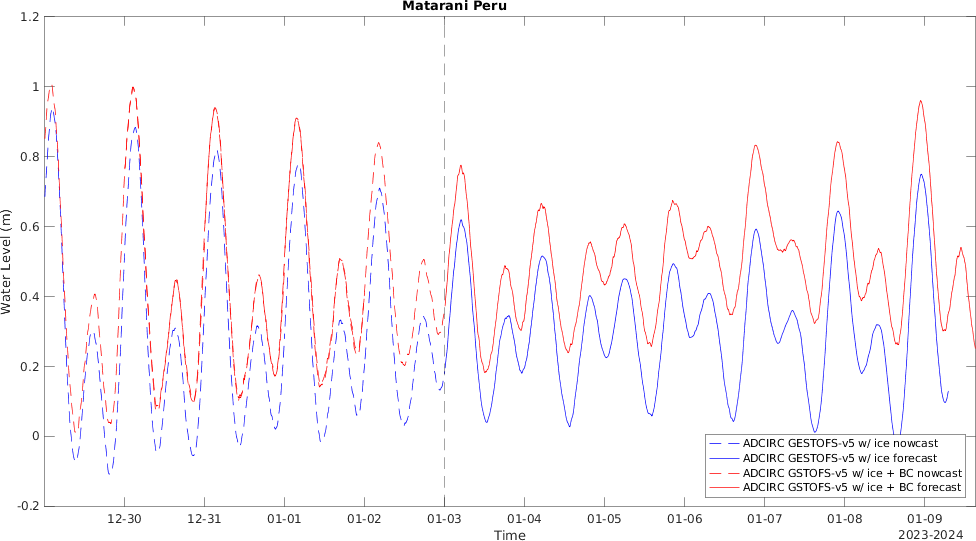 Matarani Peru
Water Level (m)
1.2
1
0.8
0.6
0.4
0.2
0
-0.2
12-30 12-31 01-01 01-02 01-03 01-04 01-05 01-06 01-07 01-08 01-09
Time
2023-2024
ADCIRC GESTOFS-v5 w/ ice nowcast
ADCIRC GESTOFS-v5 w/ ice forecast
ADCIRC GSTOFS-v5 w/ ice + BC nowcast
ADCIRC GSTOFS-v5 w/ ice + BC forecast